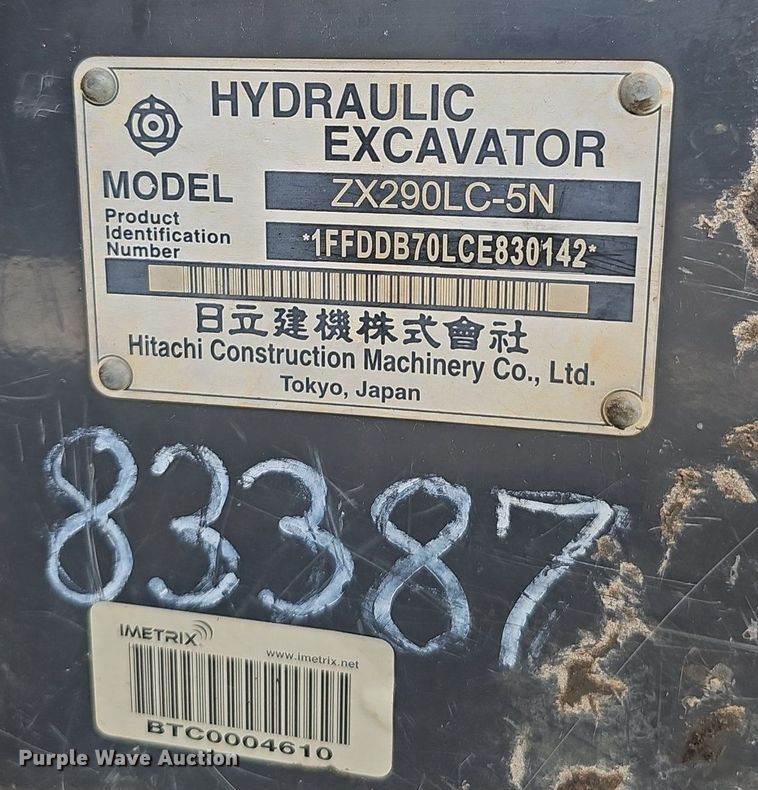 HYDRAULIC
EXCAVATOR
MODEL ZX290LC-5N
Product
Identification
Number
*1FFDDB70LCE830142*
日立建機株式會社
Hitachi Construction Machinery Co., Ltd.
Tokyo, Japan
83387
IMETRIX
www.imetrix.net
BTC0004610
Purple Wave Auction